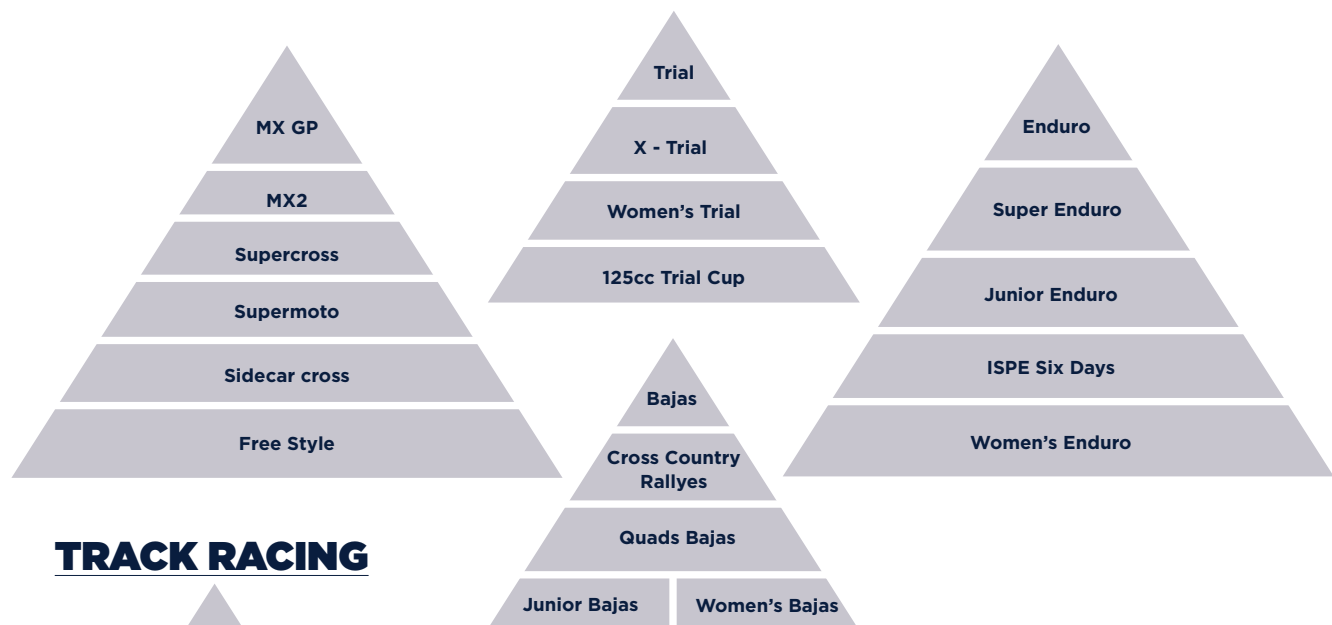 MX GP
MX2
Supercross
Supermoto
Sidecar cross
Free Style
Trial
X - Trial
Women’s Trial
125cc Trial Cup
Enduro
Super Enduro
Junior Enduro
ISPE Six Days
Women’s Enduro
Bajas
Cross Country
Rallyes
Quads Bajas
Junior Bajas
Women’s Bajas
TRACK RACING